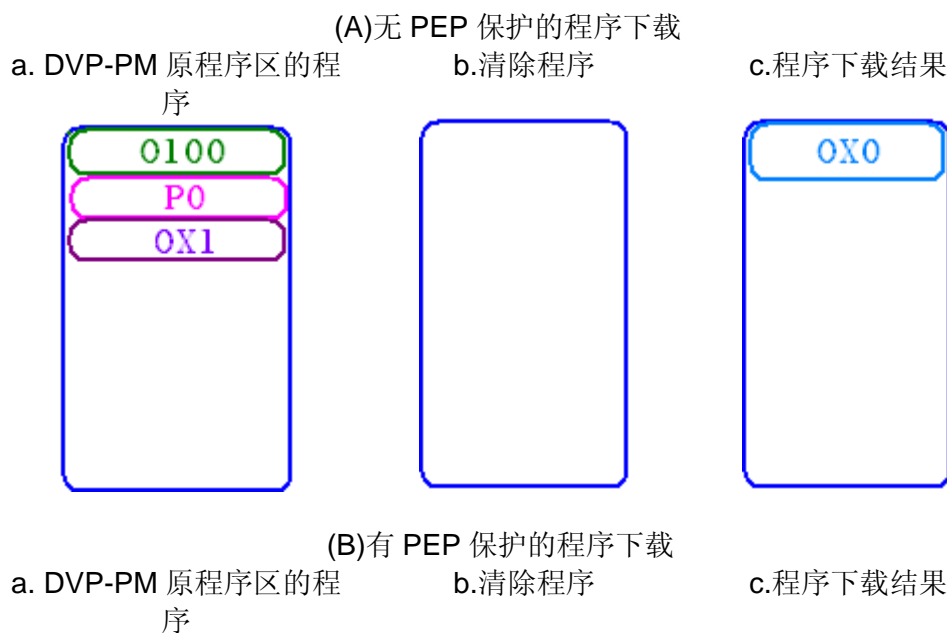 (A)无 PEP 保护的程序下载
a. DVP-PM 原程序区的程 b.清除程序 c.程序下载结果
序
O100 OX0
P0
OX1
(B)有 PEP 保护的程序下载
a. DVP-PM 原程序区的程 b.清除程序 c.程序下载结果
序